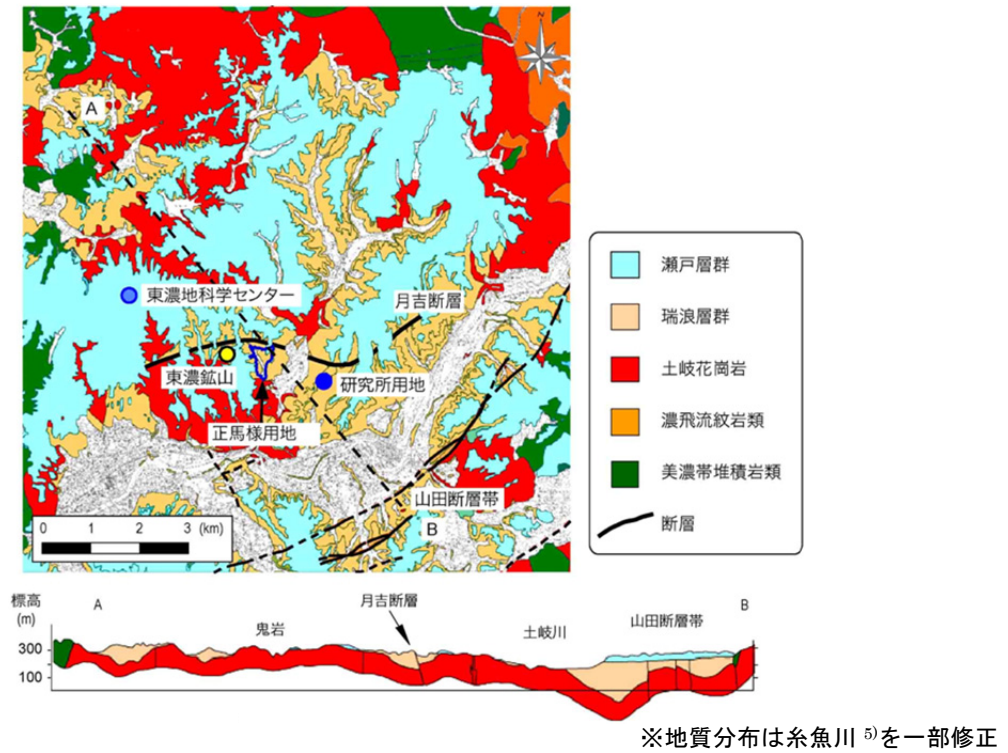 N
A
東濃地科学センター
月吉断層
東濃鉱山
研究所用地
正馬様用地
山田断層帯
B
0 1 2 3 (km)
瀬戸層群
瑞浪層群
土岐花崗岩
濃飛流紋岩類
美濃帯堆積岩類
断層
標高
(m)
A
鬼岩
月吉断層
土岐川
山田断層帯
B
300
100
※地質分布は糸魚川 5)を一部修正